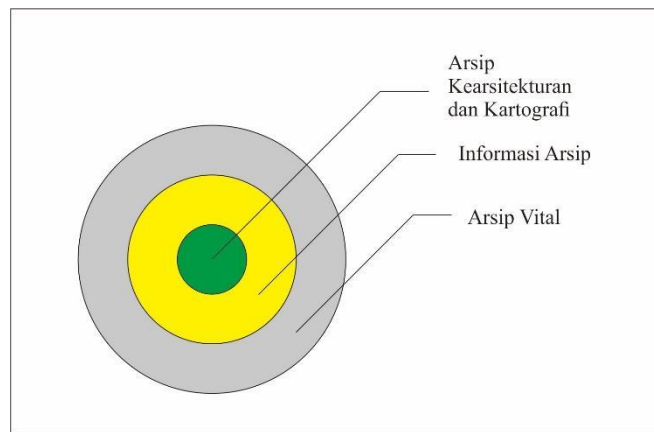 Arsip
Kearsitekturan
dan Kartografi
Informasi Arsip
Arsip Vital